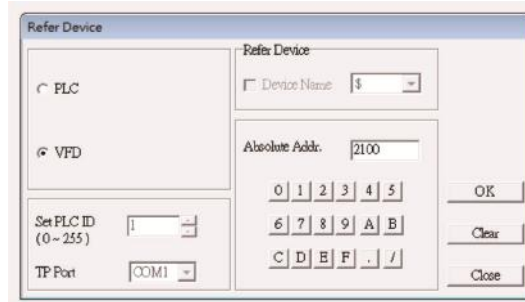 Refer Device
PLC
VFD
Set PLC ID
(0 ~ 255)
1
TP Port
COM1
Refer Device
Device Name
$
Absolute Addr.
2100
0 1 2 3 4 5
6 7 8 9 A B
C D E F . /
OK
Clear
Close